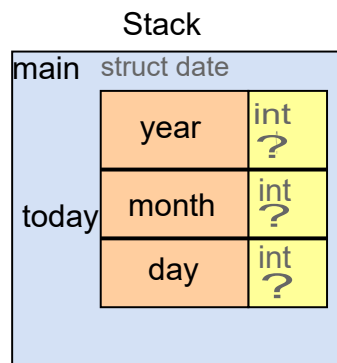 Stack
main struct date
year int
?
today month int
?
day int
?